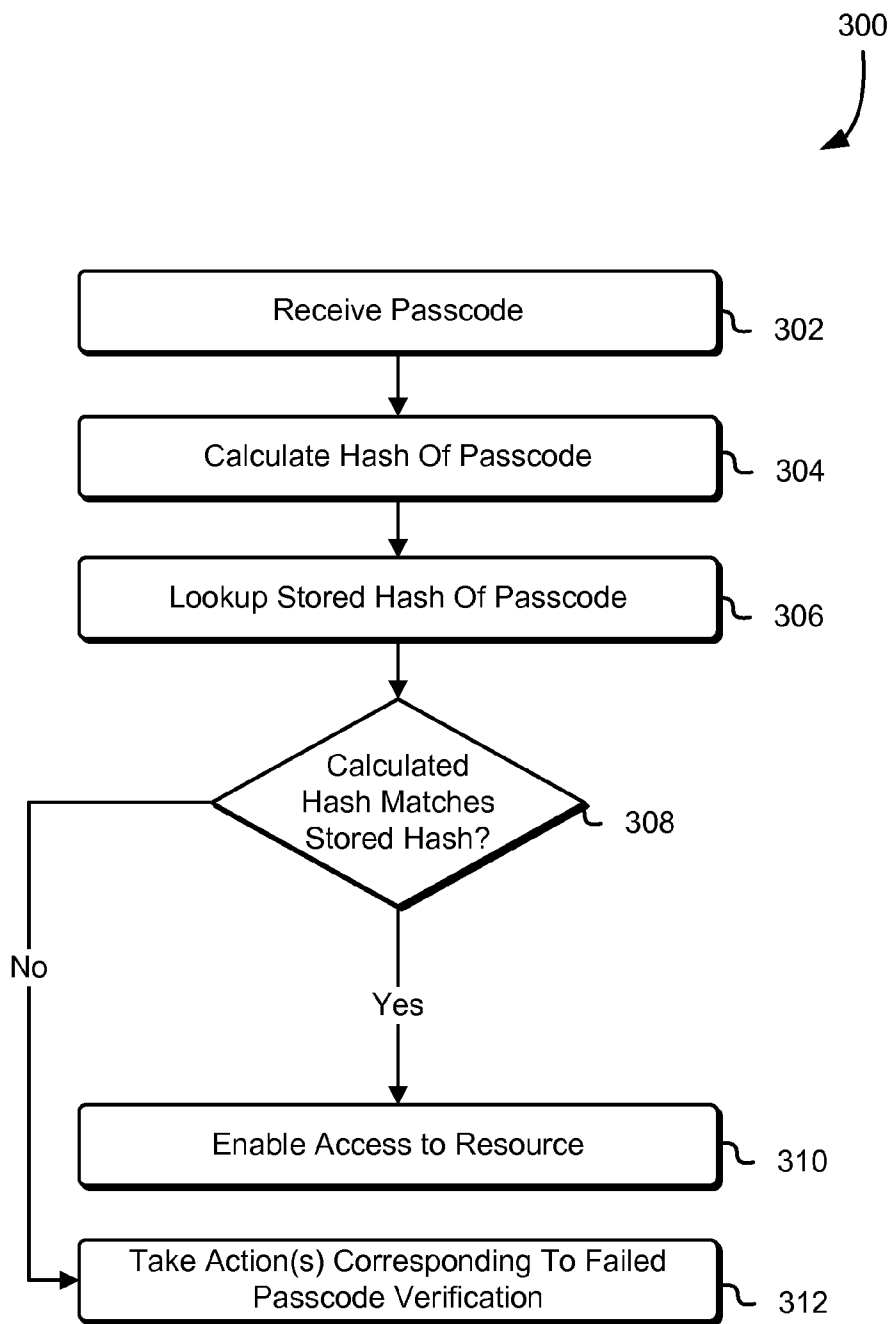 300
Receive Passcode
302
Calculate Hash Of Passcode
304
Lookup Stored Hash Of Passcode
306
Calculated
Hash Matches
Stored Hash?
308
No
Yes
Enable Access to Resource
310
Take Action(s) Corresponding To Failed
Passcode Verification
312